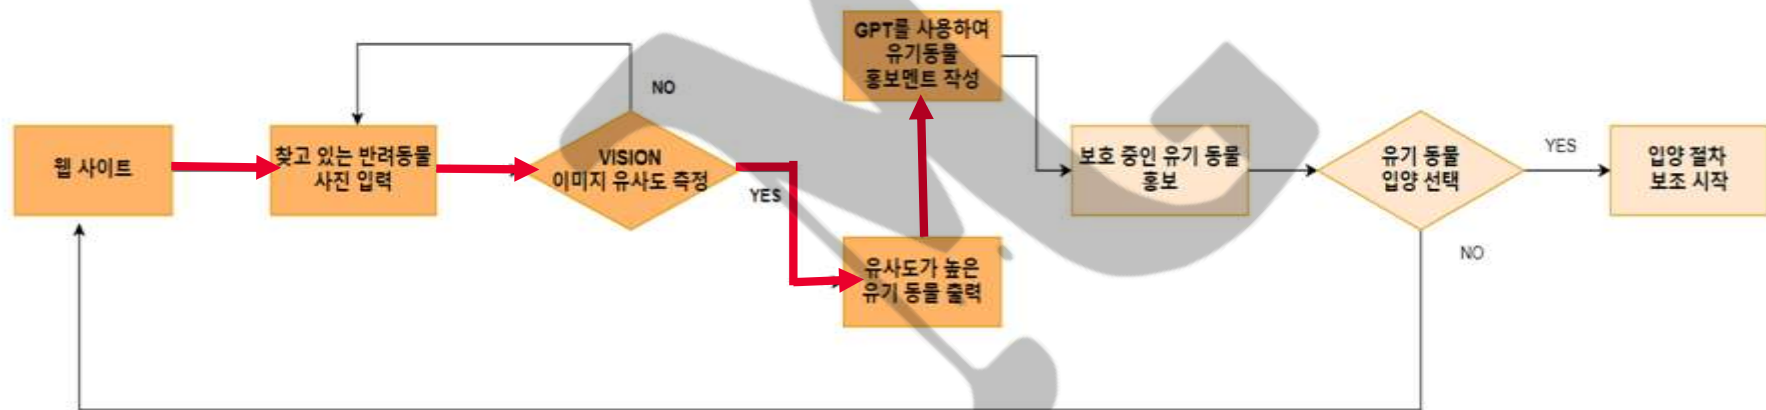 GPT를 사용하여
유기동물
홍보멘트 작성
NO
웹 사이트
찾고 있는 반려동물
사진 입력
VISION
이미지 유사도 측정
YES
유사도가 높은
유기 동물 출력
보호 중인 유기 동물
홍보
유기 동물
입양 선택
YES
NO
입양 절차
보조 시작